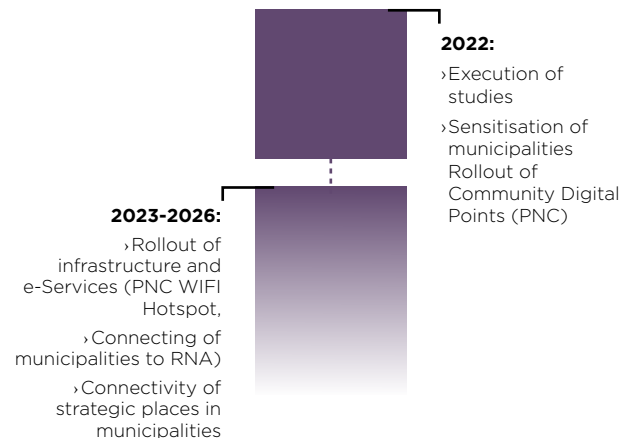 2022:
›Execution of
studies
›Sensitisation of
municipalities
Rollout of
Community Digital
Points (PNC)
2023-2026:
›Rollout of
infrastructure and
e-Services (PNC WIFI
Hotspot,
›Connecting of
municipalities to RNA)
›Connectivity of
strategic places in
municipalities